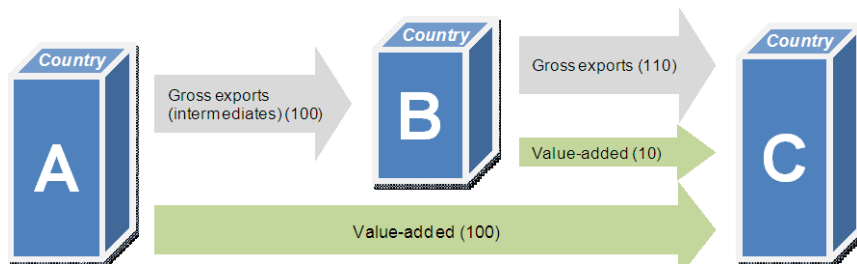 Country
A
Gross exports
(intermediates) (100)
Country
B
Gross exports (110)
Value-added (10)
Value-added (100)
Country
C